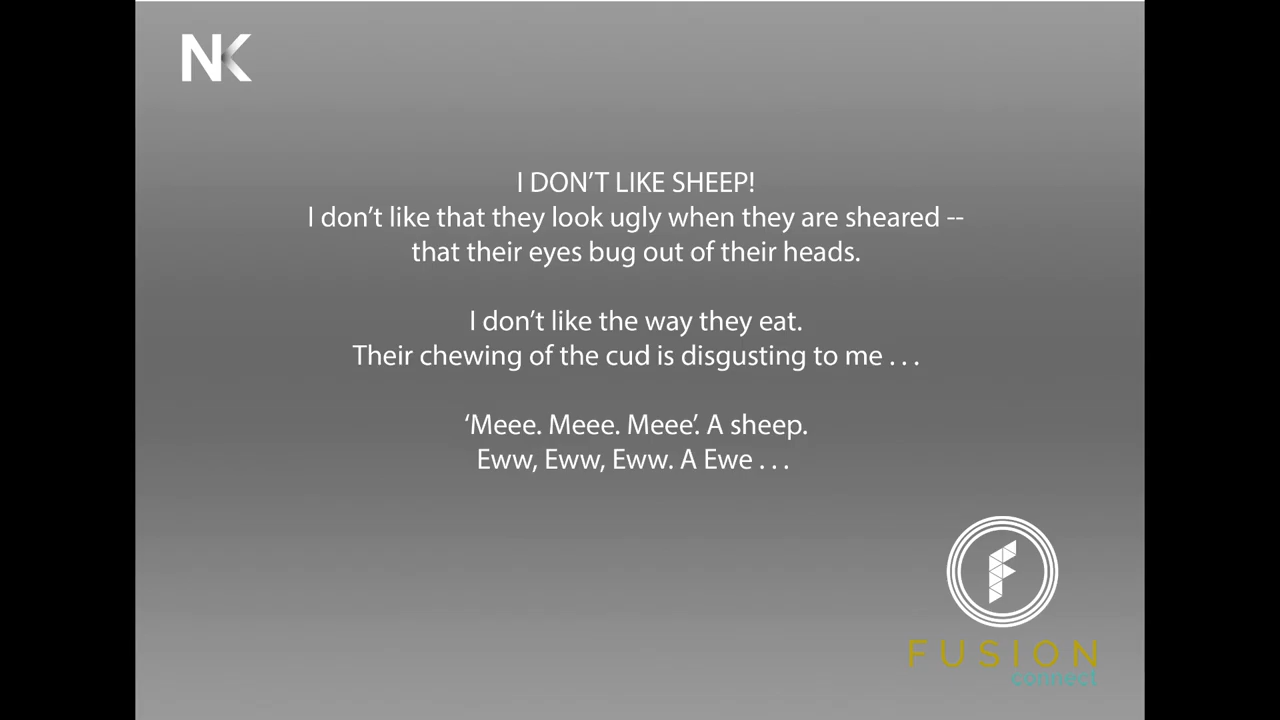 NK
I DON’T LIKE SHEEP!
I don’t like that they look ugly when they are sheared --
that their eyes bug out of their heads.
I don’t like the way they eat.
Their chewing of the cud is disgusting to me . . .
‘Meee. Meee. Meee’. A sheep.
Eww, Eww, Eww. A Ewe . . .
F
FUSION
connect